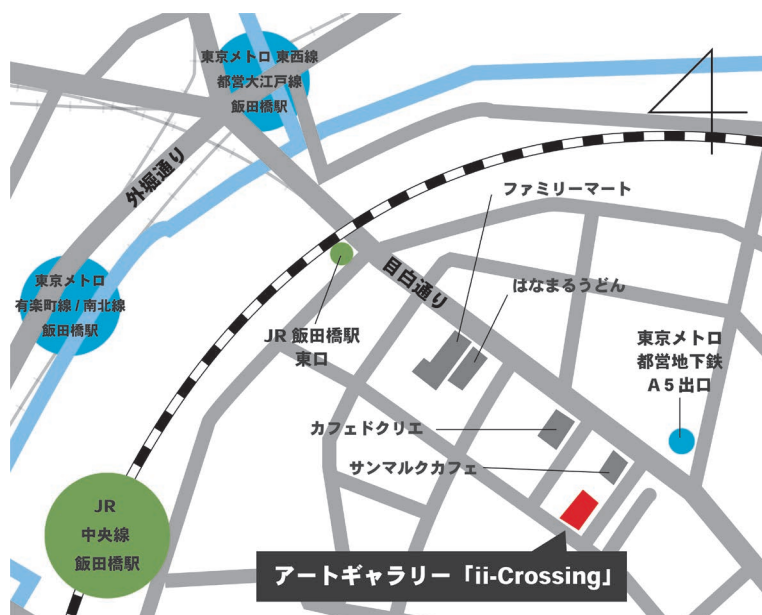 東京メトロ 東西線
都営大江戸線
飯田橋駅
外堀通り
ファミリーマート
東京メトロ
有楽町線 / 南北線
飯田橋駅
目白通り
はなまるうどん
JR 飯田橋駅
東口
東京メトロ
都営地下鉄
A 5 出口
カフェドクリエ
サンマルクカフェ
JR
中央線
飯田橋駅
アートギャラリー「ii-Crossing」